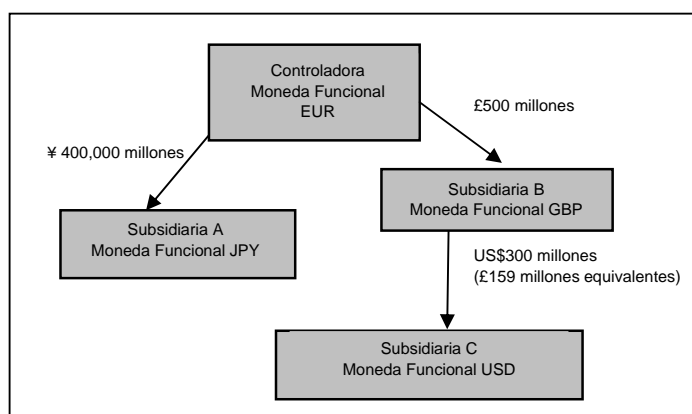 Controladora
Moneda Funcional
EUR
£500 millones
¥ 400,000 millones
Subsidiaria A
Moneda Funcional JPY
Subsidiaria B
Moneda Funcional GBP
US$300 millones
(£159 millones equivalentes)
Subsidiaria C
Moneda Funcional USD